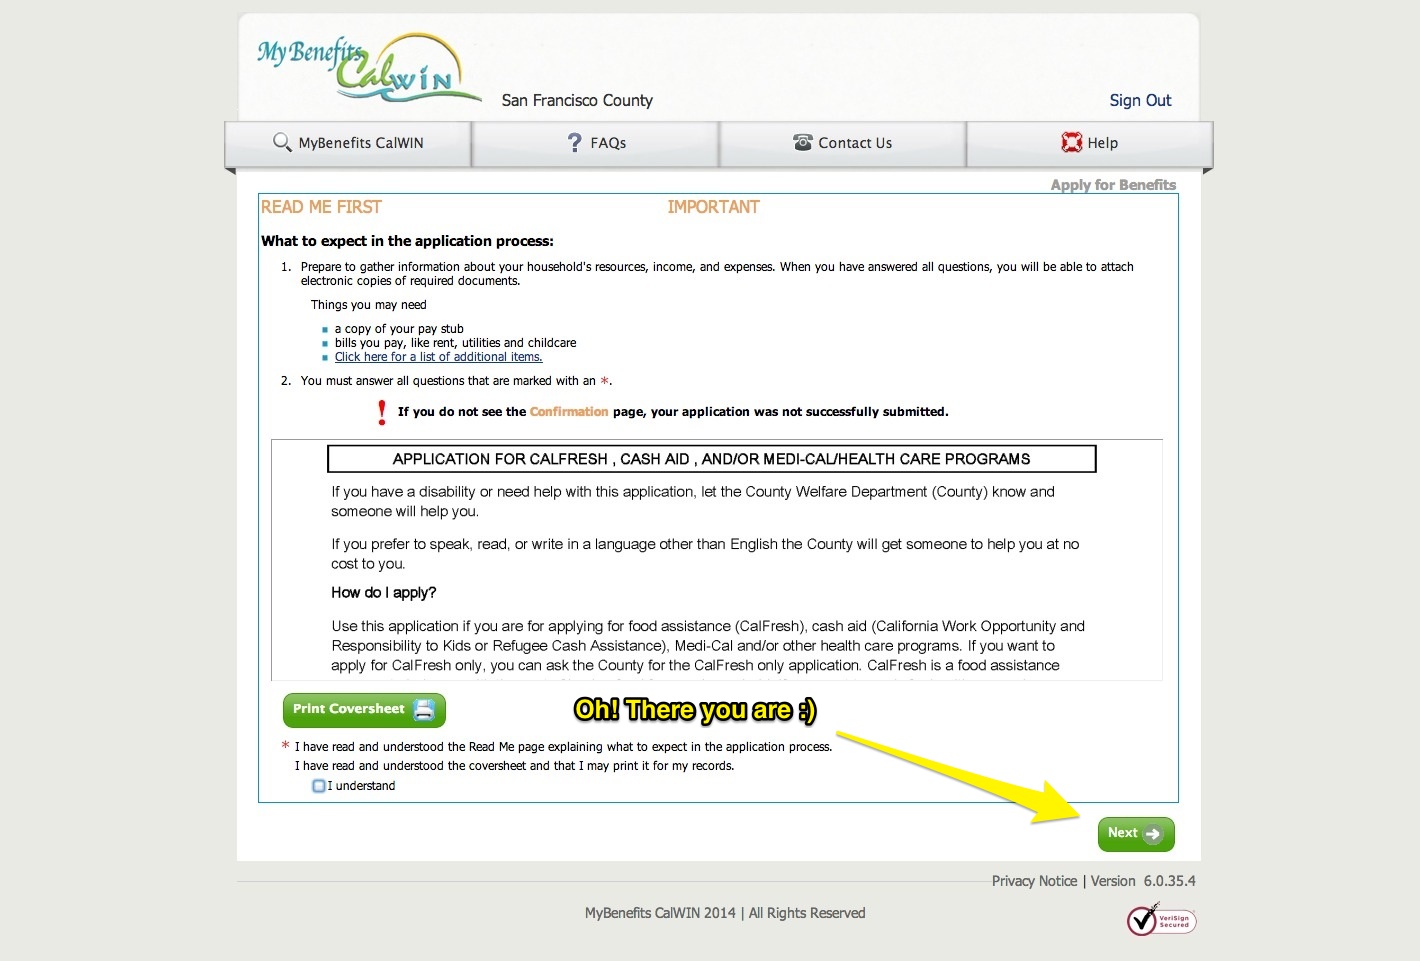 My Benefits
CalWIN
San Francisco County
Sign Out
MyBenefits CalWIN
? FAQs
Contact Us
Help
Apply for Benefits
READ ME FIRST
IMPORTANT
What to expect in the application process:
1. Prepare to gather information about your household's resources, income, and expenses. When you have answered all questions, you will be able to attach
electronic copies of required documents.
Things you may need
a copy of your pay stub
bills you pay, like rent, utilities and childcare
Click here for a list of additional items.
2. You must answer all questions that are marked with an *.
! If you do not see the Confirmation page, your application was not successfully submitted.
APPLICATION FOR CALFRESH , CASH AID , AND/OR MEDI-CAL/HEALTH CARE PROGRAMS
If you have a disability or need help with this application, let the County Welfare Department (County) know and
someone will help you.
If you prefer to speak, read, or write in a language other than English the County will get someone to help you at no
cost to you.
How do I apply?
Use this application if you are for applying for food assistance (CalFresh), cash aid (California Work Opportunity and
Responsibility to Kids or Refugee Cash Assistance), Medi-Cal and/or other health care programs. If you want to
apply for CalFresh only, you can ask the County for the CalFresh only application. CalFresh is a food assistance
Print Coversheet
Oh! There you are :)
* I have read and understood the Read Me page explaining what to expect in the application process.
I have read and understood the coversheet and that I may print it for my records.
I understand
Next
Privacy Notice | Version 6.0.35.4
MyBenefits CalWIN 2014 | All Rights Reserved
VeriSign
Secured